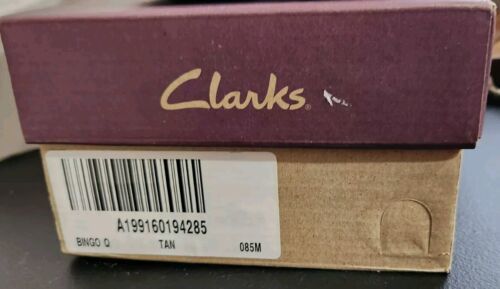 Clarks®
A199160194285
BINGO Q TAN 085M